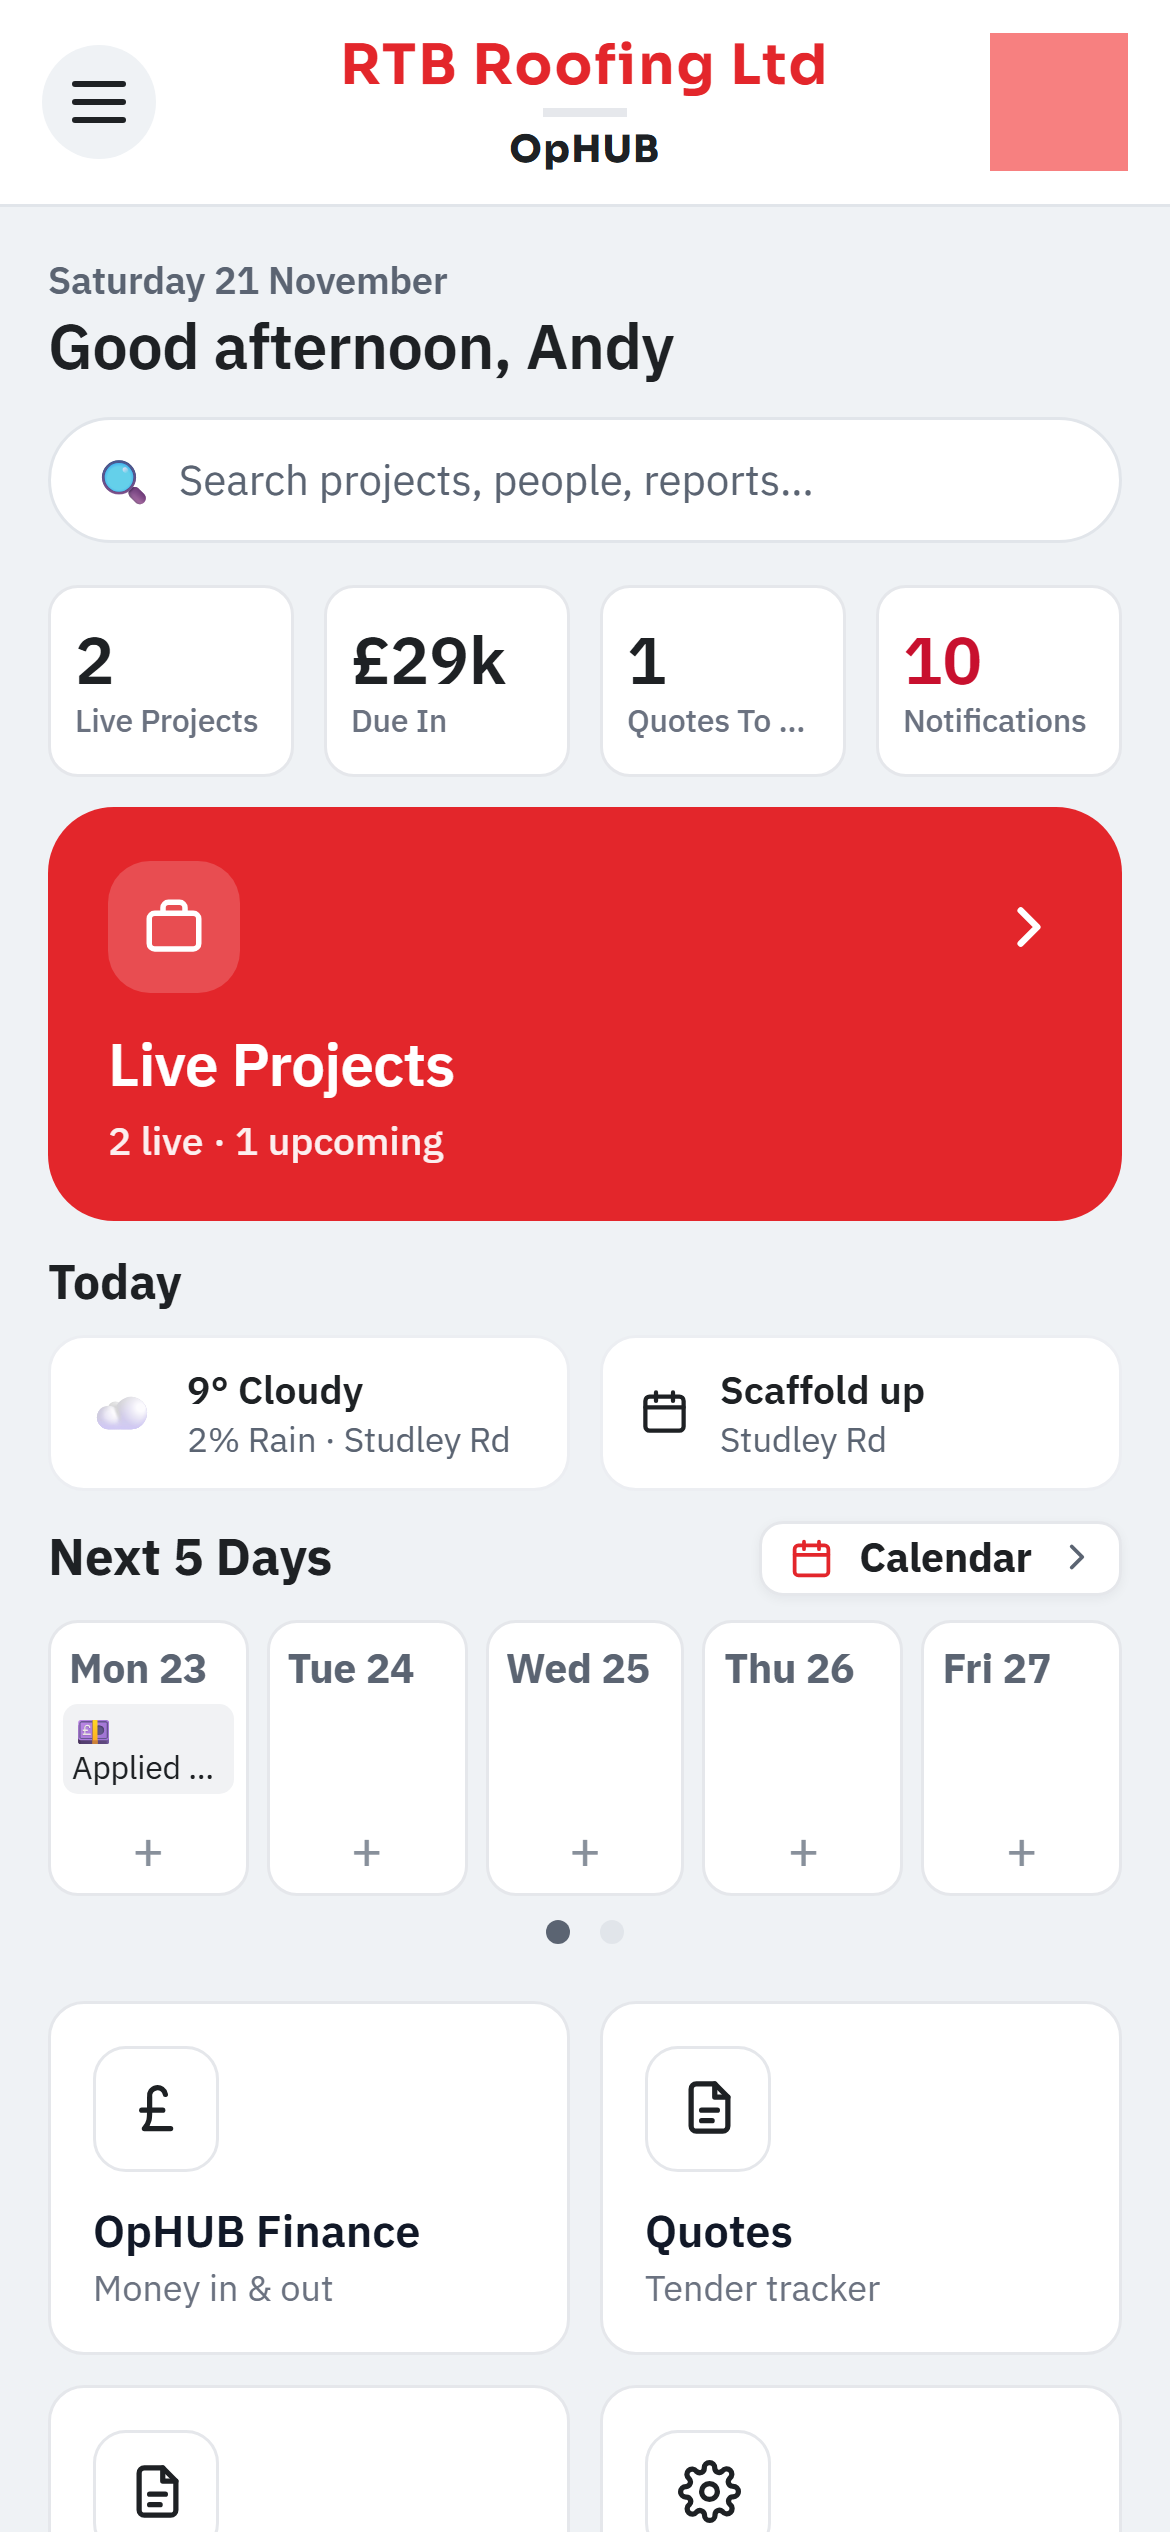 RTB Roofing Ltd
OpHUB
Saturday 21 November
Good afternoon, Andy
Search projects, people, reports...
2
Live Projects
£29k
Due In
1
Quotes To ...
10
Notifications
Live Projects
2 live · 1 upcoming
Today
9° Cloudy
2% Rain · Studley Rd
Scaffold up
Studley Rd
Next 5 Days
Calendar
Mon 23
Applied ...
+
Tue 24
+
Wed 25
+
Thu 26
+
Fri 27
+
£
OpHUB Finance
Money in & out
Quotes
Tender tracker